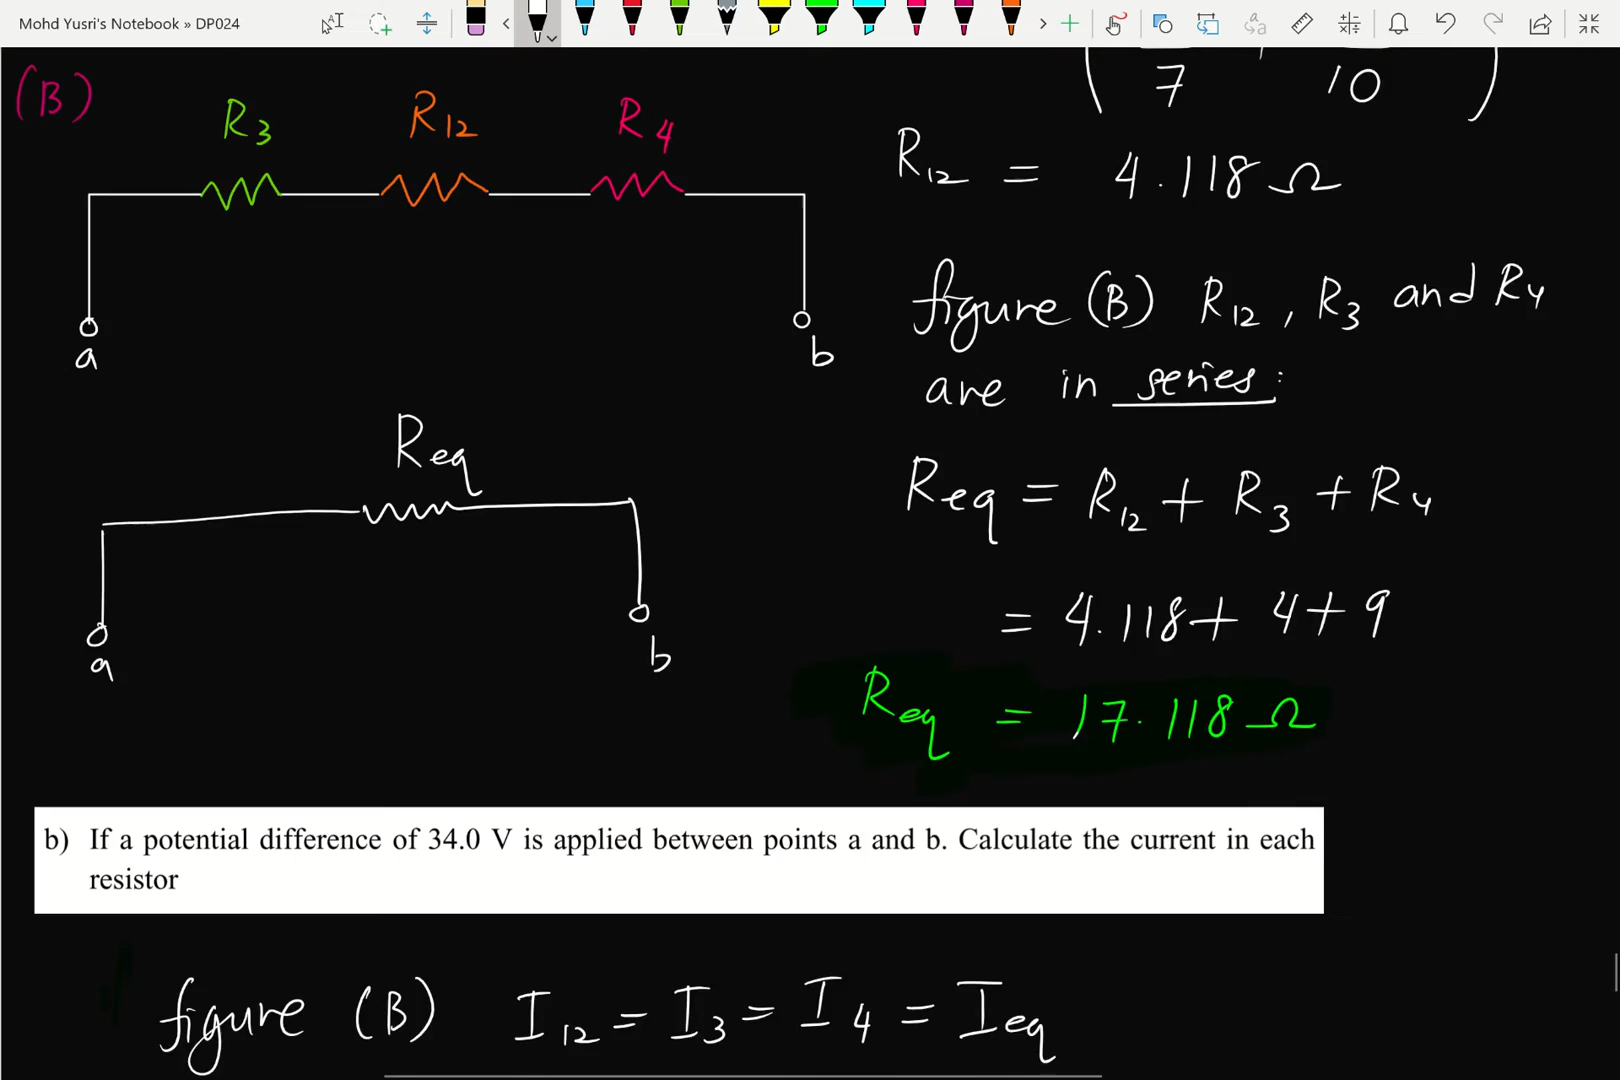 Mohd Yusri's Notebook » DP024
(B)
R3 R12 R4
a b
Req
a b
7 10
R12 = 4.118 Ω
figure (B) R12, R3 and R4
are in series:
Req = R12 + R3 + R4
= 4.118 + 4 + 9
Req = 17.118 Ω
b) If a potential difference of 34.0 V is applied between points a and b. Calculate the current in each
resistor
figure (B) I12 = I3 = I4 = Ieq